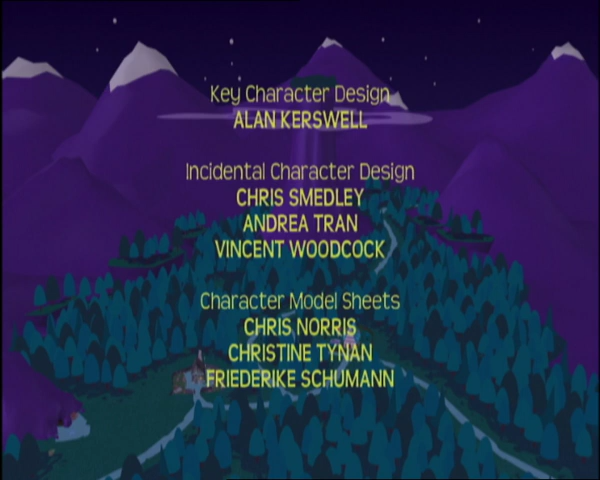 Key Character Design
ALAN KERSWELL
Incidental Character Design
CHRIS SMEDLEY
ANDREA TRAN
VINCENT WOODCOCK
Character Model Sheets
CHRIS NORRIS
CHRISTINE TYNAN
FRIEDERIKE SCHUMANN